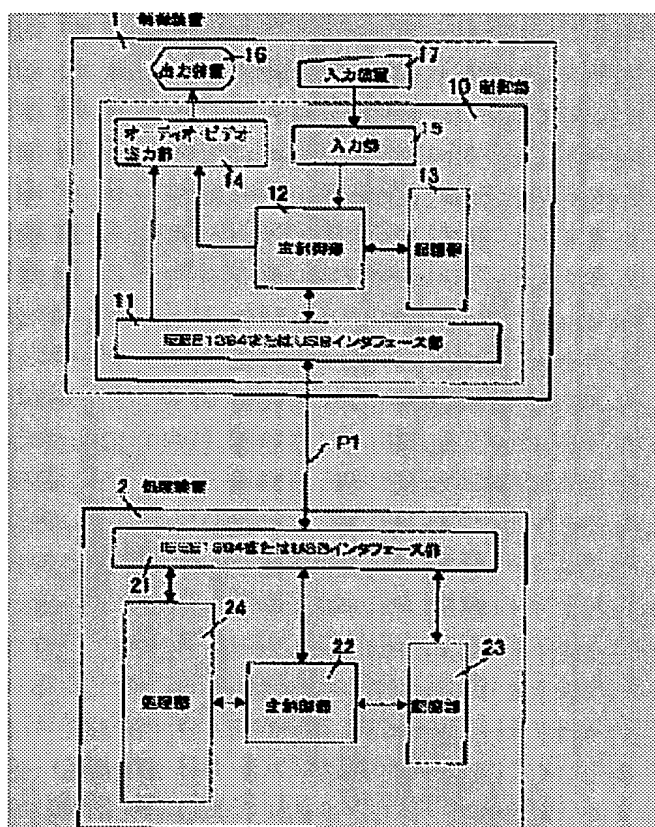 1 制御装置
出力装置
16
入力装置
17
10 制御部
オーディオ・ビデオ
出力部
14
入力部
15
12
主制御部
13
記憶部
11
IEEE1394またはUSBインタフェース部
P1
2 処理装置
IEEE1394またはUSBインタフェース部
21
24
処理部
22
主制御部
23
記憶部